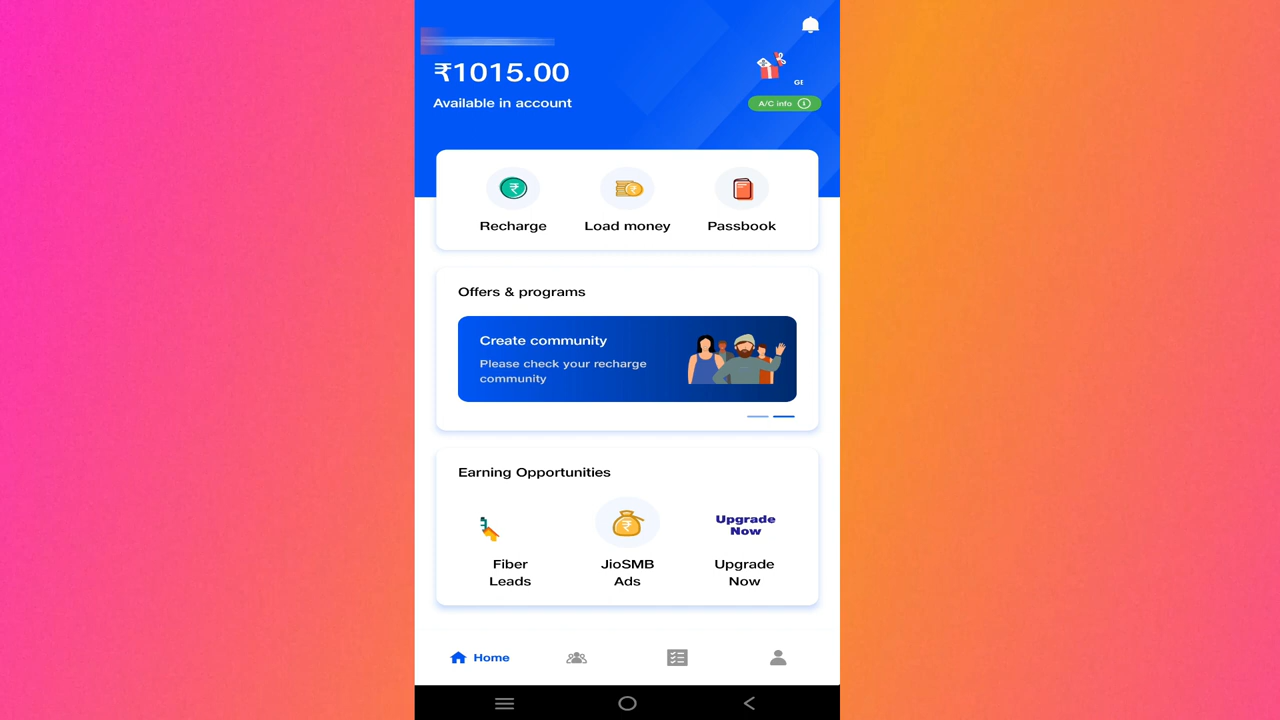 ₹1015.00
Available in account
GE
A/C info
Recharge
Load money
Passbook
Offers & programs
Create community
Please check your recharge
community
Earning Opportunities
Upgrade
Now
Fiber
Leads
JioSMB
Ads
Upgrade
Now
Home